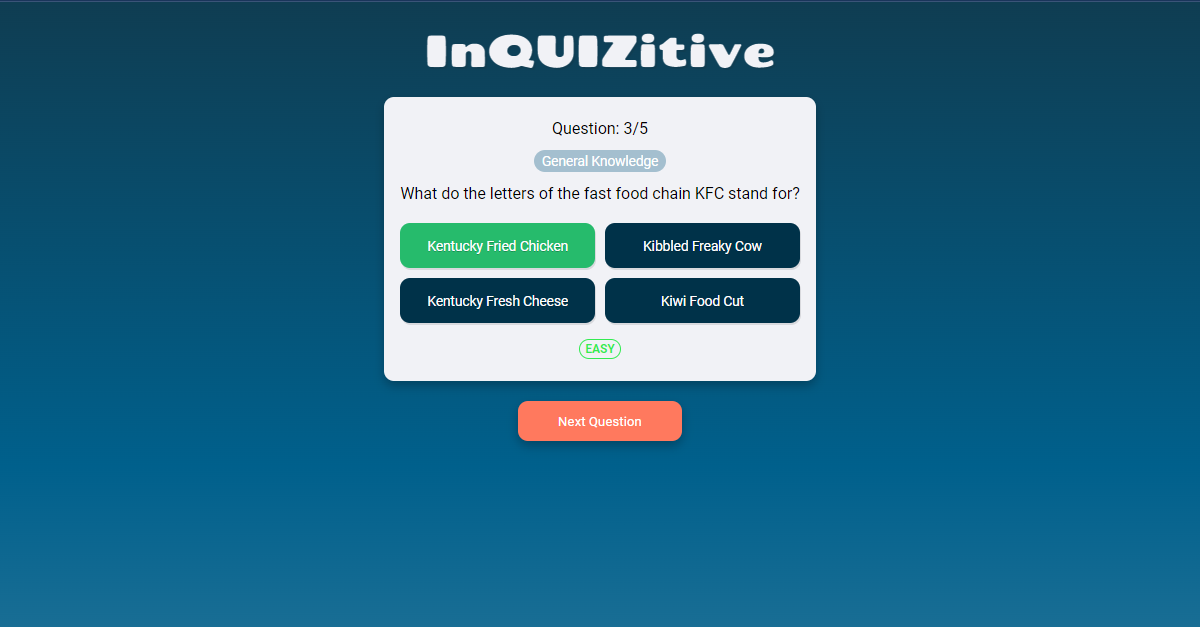 InQUIZitive
Question: 3/5
General Knowledge
What do the letters of the fast food chain KFC stand for?
Kentucky Fried Chicken
Kibbled Freaky Cow
Kentucky Fresh Cheese
Kiwi Food Cut
EASY
Next Question